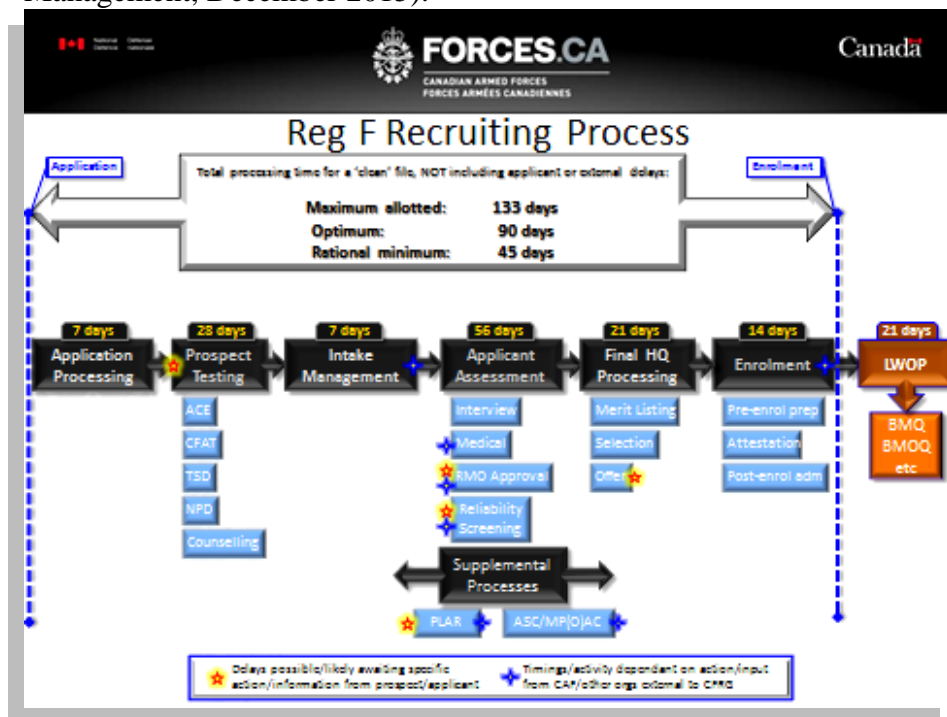 Management, December 2015).
National Défense
Defence nationale
FORCES.CA
CANADIAN ARMED FORCES
FORCES ARMÉES CANADIENNES
Canada
Reg F Recruiting Process
Application
Enrolment
Total processing time for a 'clean' file, NOT including applicant or external delays:
Maximum allotted: 133 days
Optimum: 90 days
Rational minimum: 45 days
7 days
Application
Processing
28 days
Prospect
Testing
7 days
Intake
Management
56 days
Applicant
Assessment
21 days
Final HQ
Processing
14 days
Enrolment
21 days
LWOP
ACE
CFAT
TSD
NPD
Counselling
Interview
Medical
RMO Approval
Reliability
Screening
Merit Listing
Selection
Offer
Pre-enrol prep
Attestation
Post-enrol adm
BMQ
BMOQ
etc
Supplemental
Processes
PLAR
ASC/MP(O)AC
Delays possible/likely awaiting specific
action/information from prospect/applicant
Timings/activity dependant on action/input
from CAF/other orgs external to CFRG